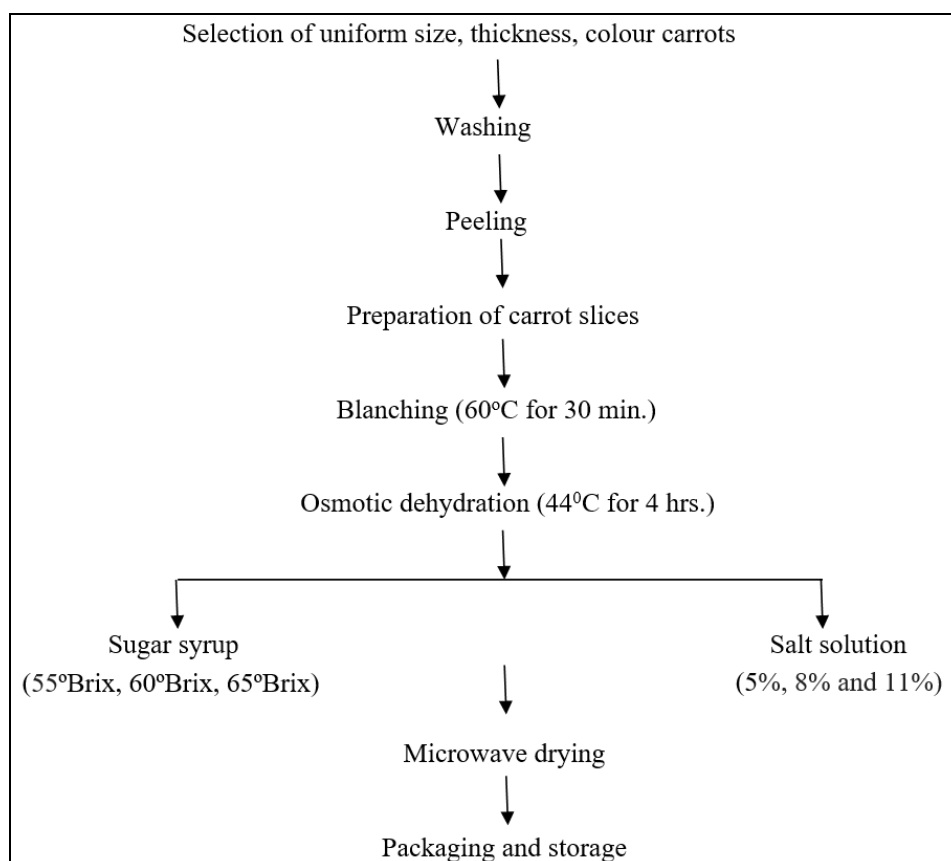 Selection of uniform size, thickness, colour carrots
Washing
Peeling
Preparation of carrot slices
Blanching (60ºC for 30 min.)
Osmotic dehydration (44⁰C for 4 hrs.)
Sugar syrup
(55ºBrix, 60ºBrix, 65ºBrix)
Salt solution
(5%, 8% and 11%)
Microwave drying
Packaging and storage